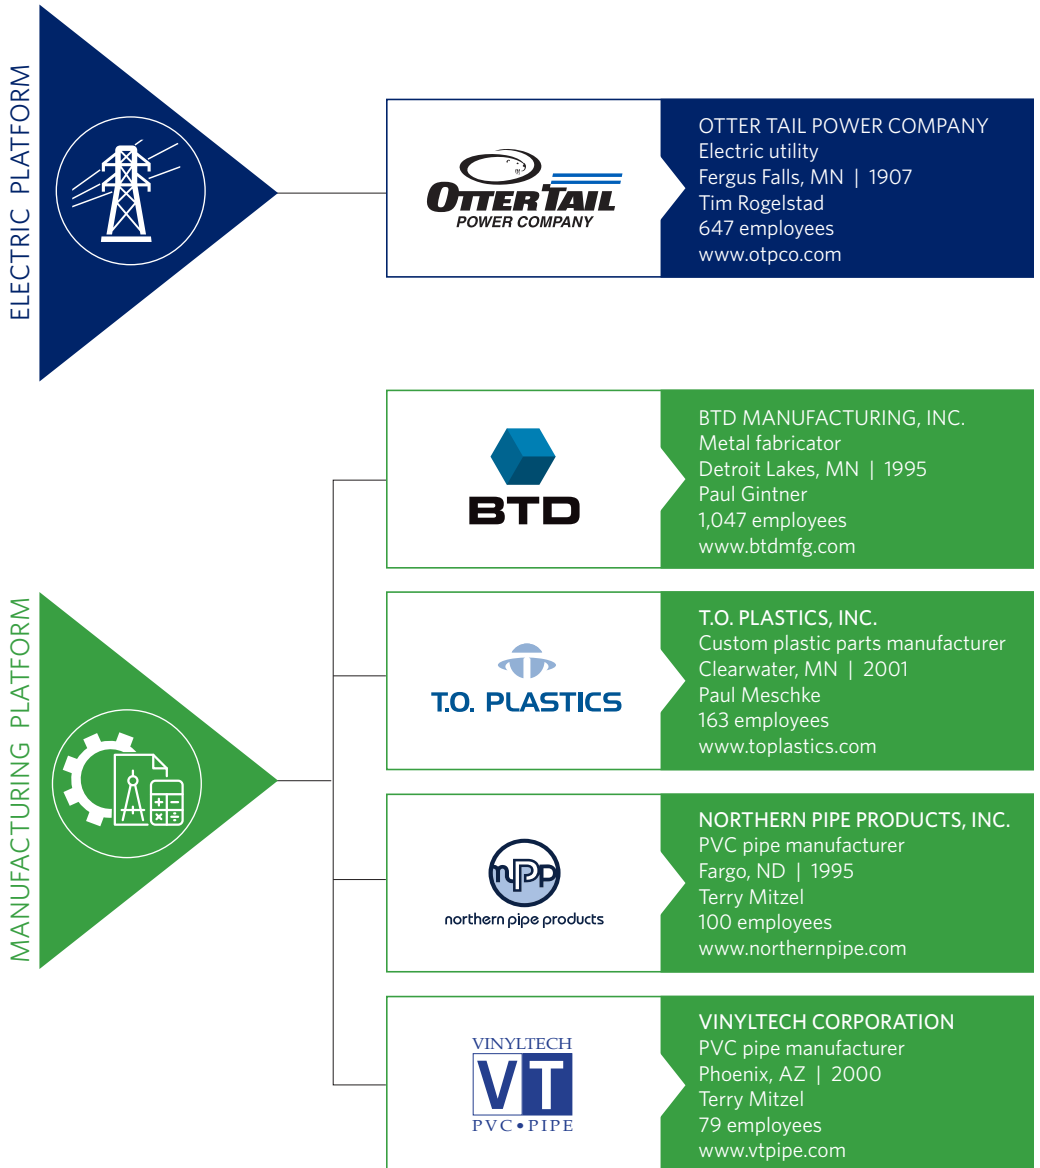 ELECTRIC PLATFORM
OTTER TAIL
POWER COMPANY
OTTER TAIL POWER COMPANY
Electric utility
Fergus Falls, MN | 1907
Tim Rogelstad
647 employees
www.otpco.com
MANUFACTURING PLATFORM
BTD
BTD MANUFACTURING, INC.
Metal fabricator
Detroit Lakes, MN | 1995
Paul Gintner
1,047 employees
www.btdmfg.com
T.O. PLASTICS
T.O. PLASTICS, INC.
Custom plastic parts manufacturer
Clearwater, MN | 2001
Paul Meschke
163 employees
www.toplastics.com
npp
northern pipe products
NORTHERN PIPE PRODUCTS, INC.
PVC pipe manufacturer
Fargo, ND | 1995
Terry Mitzel
100 employees
www.northernpipe.com
VINYLTECH
VT
PVC•PIPE
VINYLTECH CORPORATION
PVC pipe manufacturer
Phoenix, AZ | 2000
Terry Mitzel
79 employees
www.vtpipe.com